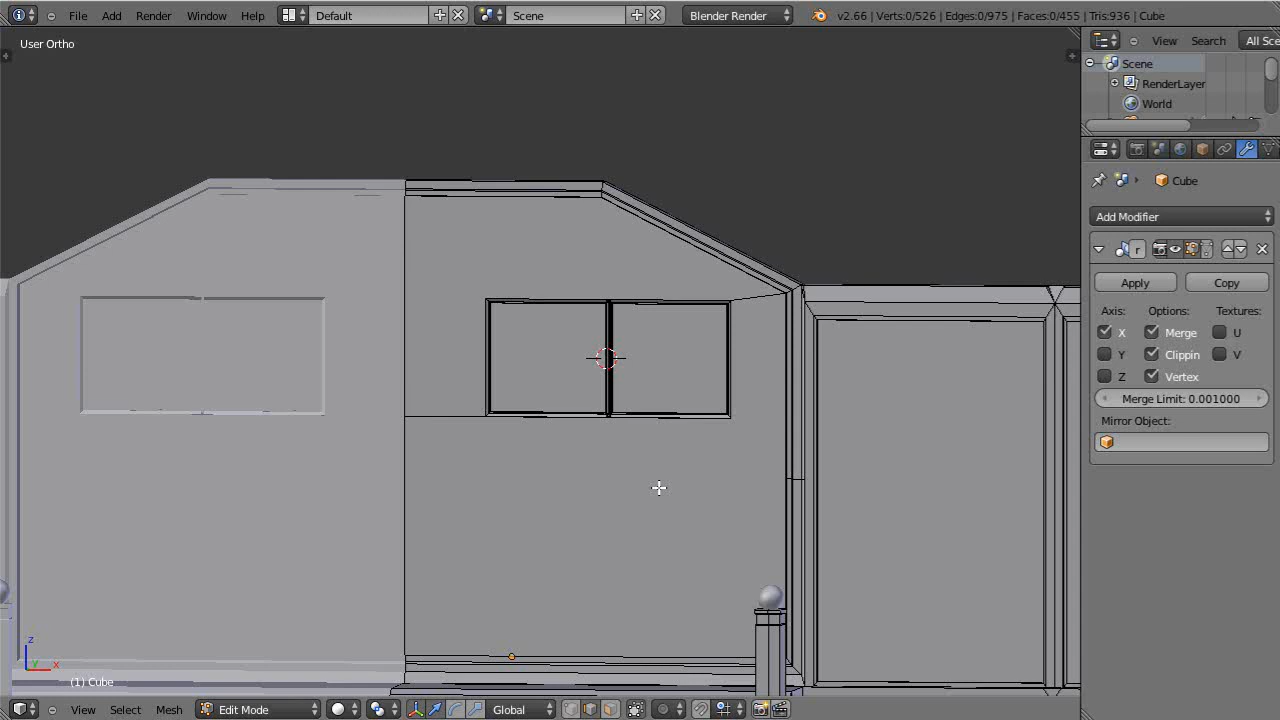 File Add Render Window Help Default Scene Blender Render v2.66 | Verts:0/526 | Edges:0/975 | Faces:0/455 | Tris:936 | Cube
User Ortho
View Search All Sce
Scene
RenderLayer
World
Cube
Add Modifier
r
Apply Copy
Axis: Options: Textures:
X Merge U
Y Clippin V
Z Vertex
Merge Limit: 0.001000
Mirror Object:
z
y x
(1) Cube
View Select Mesh Edit Mode Global